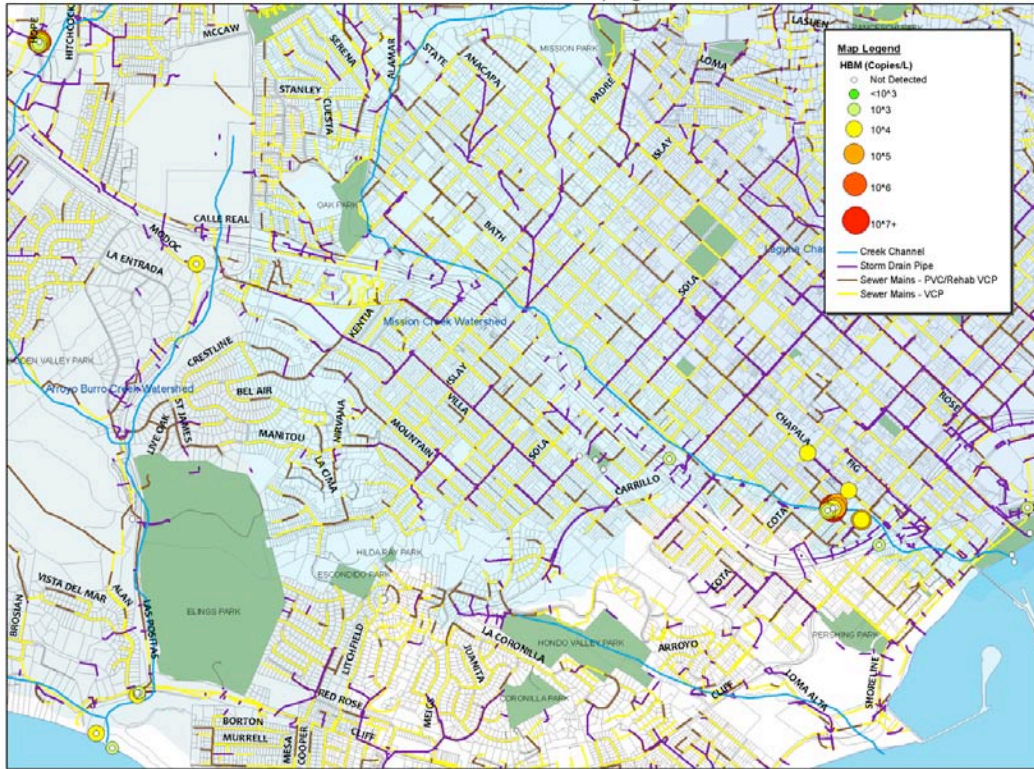 HOPE
HITCHCOCK
MCCAW
SERENA
ALAMAR
STATE
ANACAPA
MISSION PARK
PADRE
LOMA
LASUEN
STANLEY
CUESTA
ISLAY
OAK PARK
CALLE REAL
MODOC
LA ENTRADA
BATH
SOLA
KENTIA
Mission Creek Watershed
CRESTLINE
Arroyo Burro Creek Watershed
BEL AIR
ISLAY
VILLA
ST JAMES
LIVE OAK
MANITOU
NIRVANA
LA CIMA
MOUNTAIN
SOLA
CARRILLO
CHAPALA
ROSE
FIG
COTA
COTA
HILDA RAY PARK
ESCONDIDO PARK
VISTA DEL MAR
ALAN
LAS POSITAS
ELINGS PARK
BROSIAN
LITCHFIELD
JUANITA
LA CORONILLA
HONDO VALLEY PARK
ARROYO
PERSHING PARK
CORONILLA PARK
RED ROSE
MEIGS
CLIFF
LOMA ALTA
SHORELINE
BORTON
MURRELL
MESA
COOPER
CLIFF
Map Legend
HBM (Copies/L)
Not Detected
<10^3
10^3
10^4
10^5
10^6
10^7+
Creek Channel
Storm Drain Pipe
Sewer Mains - PVC/Rehab VCP
Sewer Mains - VCP